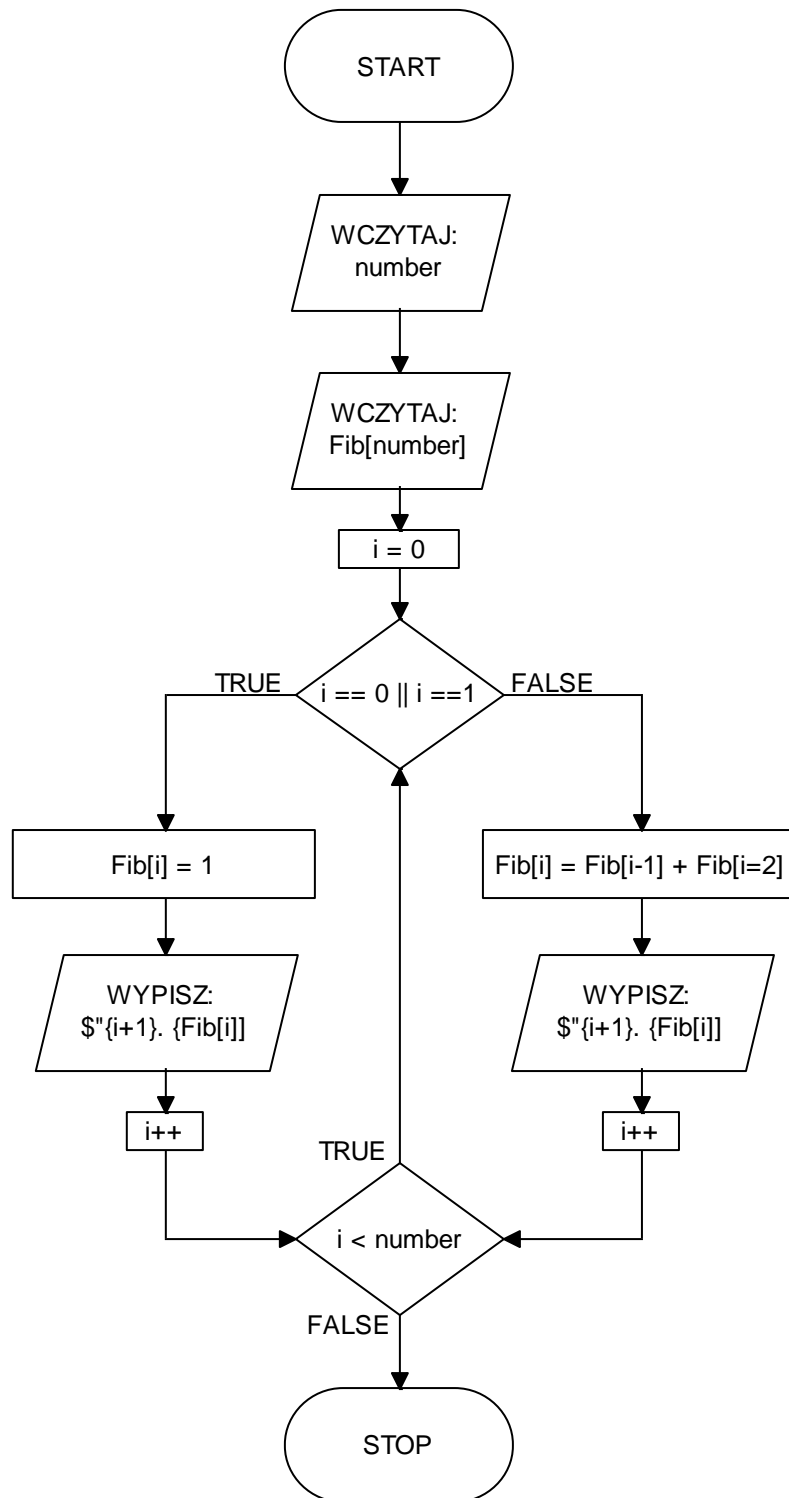 START
WCZYTAJ:
number
WCZYTAJ:
Fib[number]
i = 0
TRUE
i == 0 || i ==1
FALSE
Fib[i] = 1
Fib[i] = Fib[i-1] + Fib[i=2]
WYPISZ:
$"{i+1}. {Fib[i]]
WYPISZ:
$"{i+1}. {Fib[i]]
i++
i++
TRUE
i < number
FALSE
STOP